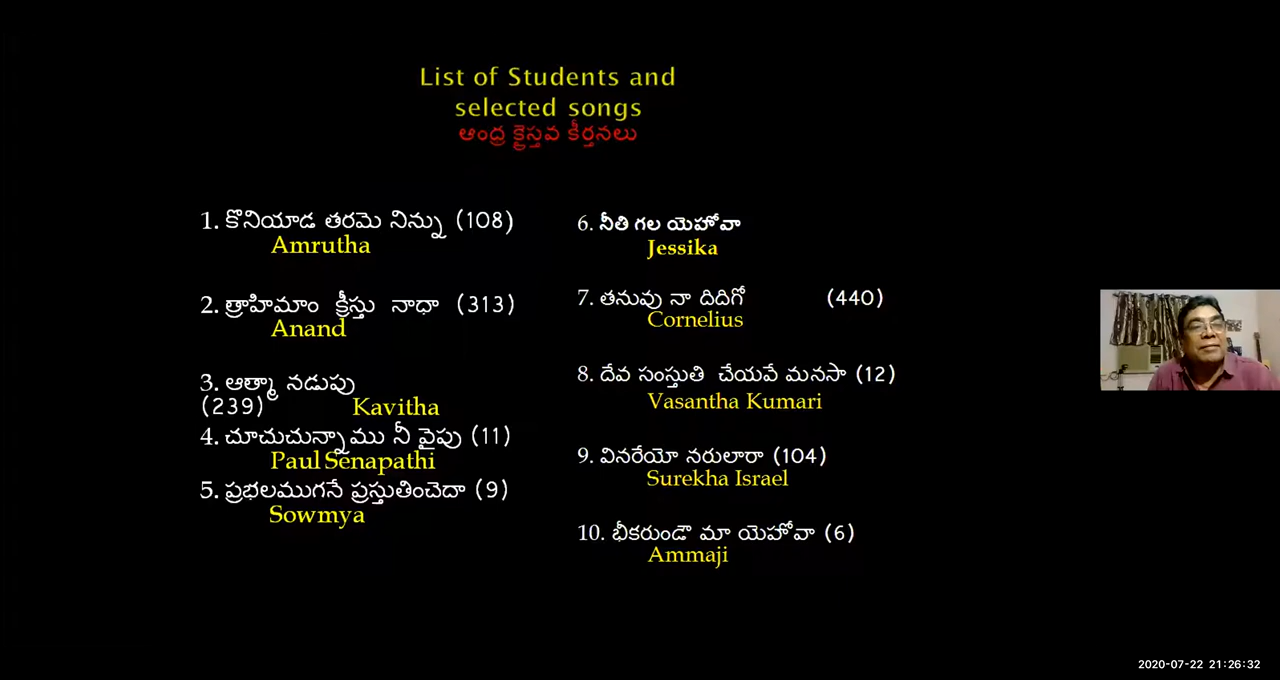 List of Students and
selected songs
ఆంధ్ర క్రైస్తవ కీర్తనలు
1. కొనియాడ తరమె నిన్ను (108)
Amrutha
2. త్రాహిమాం క్రీస్తు నాధా (313)
Anand
3. ఆత్మా నడుపు
(239) Kavitha
4. చూచుచున్నాము నీ వైపు (11)
Paul Senapathi
5. ప్రభలముగనే ప్రస్తుతించెదా (9)
Sowmya
6. నీతి గల యెహోవా
Jessika
7. తనువు నా దిదిగో (440)
Cornelius
8. దేవ సంస్తుతి చేయవే మనసా (12)
Vasantha Kumari
9. వినరేయో నరులారా (104)
Surekha Israel
10. భీకరుండౌ మా యెహోవా (6)
Ammaji
2020-07-22 21:26:32